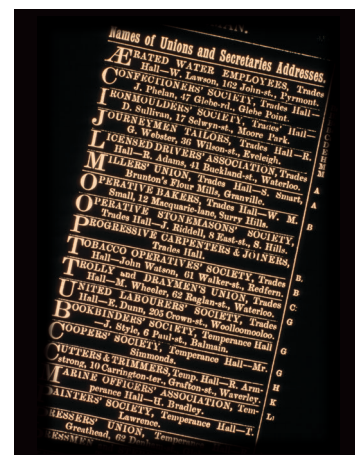 Names of Unions and Secretaries Addresses.
ÆRATED WATER EMPLOYEES, Trades
Hall—W. Lawson, 162 John-st., Pyrmont.
CONFECTIONERS' SOCIETY, Trades Hall—
J. Phelan, 47 Glebe-rd., Glebe Point.
IRONMOULDERS' SOCIETY, Trades' Hall—
D. Sullivan, 17 Selwyn-st., Moore Park.
JOURNEYMEN TAILORS, Trades Hall—R.
G. Webster, 36 Wilson-st., Eveleigh.
LICENSED DRIVERS' ASSOCIATION, Trades
Hall—R. Adams, 41 Buckland-st., Waterloo.
MILLERS' UNION, Trades Hall—S. Smart,
Brunton's Flour Mills, Granville.
OPERATIVE BAKERS, Trades Hall—W. M.
Small, 12 Macquarie-lane, Surry Hills.
OPERATIVE STONEMASONS' SOCIETY,
Trades Hall—J. Riddell, 8 East-st., S. Hills.
PROGRESSIVE CARPENTERS & JOINERS,
Trades Hall.
TOBACCO OPERATIVES' SOCIETY, Trades
Hall—John Watson, 61 Walker-st., Redfern.
TROLLY and DRAYMEN'S UNION, Trades
Hall—M. Wheeler, 62 Raglan-st., Waterloo.
UNITED LABOURERS' SOCIETY, Trades
Hall—E. Dunn, 205 Crown-st., Woolloomooloo.
BOOKBINDERS' SOCIETY, Temperance Hall
—J. Style, 6 Paul-st., Balmain.
COOPERS' SOCIETY, Temperance Hall—Mr.
Simmonds.
CUTTERS & TRIMMERS, Temp. Hall—R. Arm-
strong, 10 Carrington-ter., Grafton-st., Waverley.
MARINE OFFICERS' ASSOCIATION, Tem-
perance Hall—H. Bradley.
PAINTERS' SOCIETY, Temperance Hall—T.
Lawrence.
RESSERS' UNION, Temperance
Greathead, 62
RESSMEN